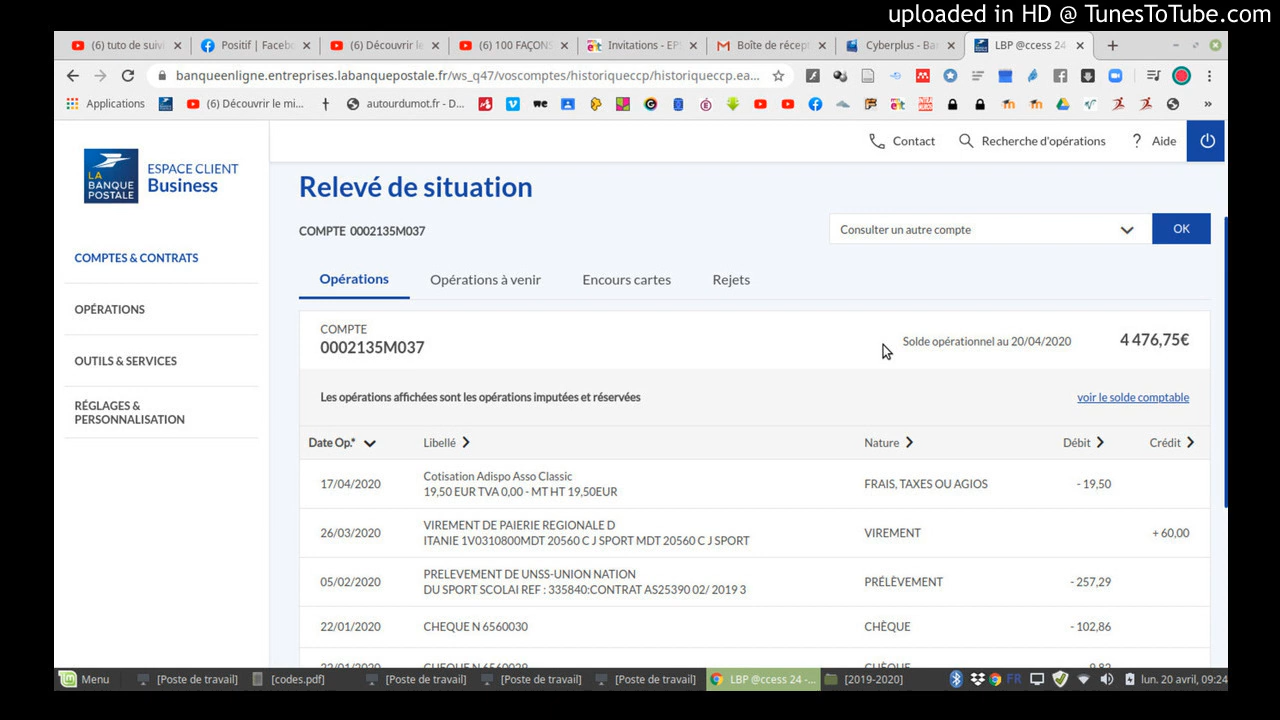 uploaded in HD @ TunesToTube.com
(6) tuto de suivi
Positif | Facebo
(6) Découvrir le
(6) 100 FAÇONS
Invitations - EP
Boîte de récept
Cyberplus - Ba
LBP @ccess 24
banqueenligne.entreprises.labanquepostale.fr/ws_q47/voscomptes/historiqueccp/historiqueccp.ea...
Applications
(6) Découvrir le mi...
autourdumot.fr - D...
LA
BANQUE
POSTALE
ESPACE CLIENT
Business
Contact
Recherche d'opérations
? Aide
COMPTES & CONTRATS
OPÉRATIONS
OUTILS & SERVICES
RÉGLAGES &
PERSONNALISATION
Relevé de situation
COMPTE 0002135M037
Consulter un autre compte
OK
Opérations
Opérations à venir
Encours cartes
Rejets
COMPTE
0002135M037
Solde opérationnel au 20/04/2020
4 476,75€
Les opérations affichées sont les opérations imputées et réservées
voir le solde comptable
Date Op.* Libellé Nature Débit Crédit
17/04/2020 Cotisation Adispo Asso Classic
19,50 EUR TVA 0,00 - MT HT 19,50EUR FRAIS, TAXES OU AGIOS - 19,50
26/03/2020 VIREMENT DE PAIERIE REGIONALE D
ITANIE 1V0310800MDT 20560 C J SPORT MDT 20560 C J SPORT VIREMENT + 60,00
05/02/2020 PRELEVEMENT DE UNSS-UNION NATION
DU SPORT SCOLAI REF : 335840:CONTRAT AS25390 02/ 2019 3 PRÉLÈVEMENT - 257,29
22/01/2020 CHEQUE N 6560030 CHÈQUE - 102,86
Menu
[Poste de travail]
[codes.pdf]
[Poste de travail]
[Poste de travail]
[Poste de travail]
LBP @ccess 24 -...
[2019-2020]
FR
lun. 20 avril, 09:24